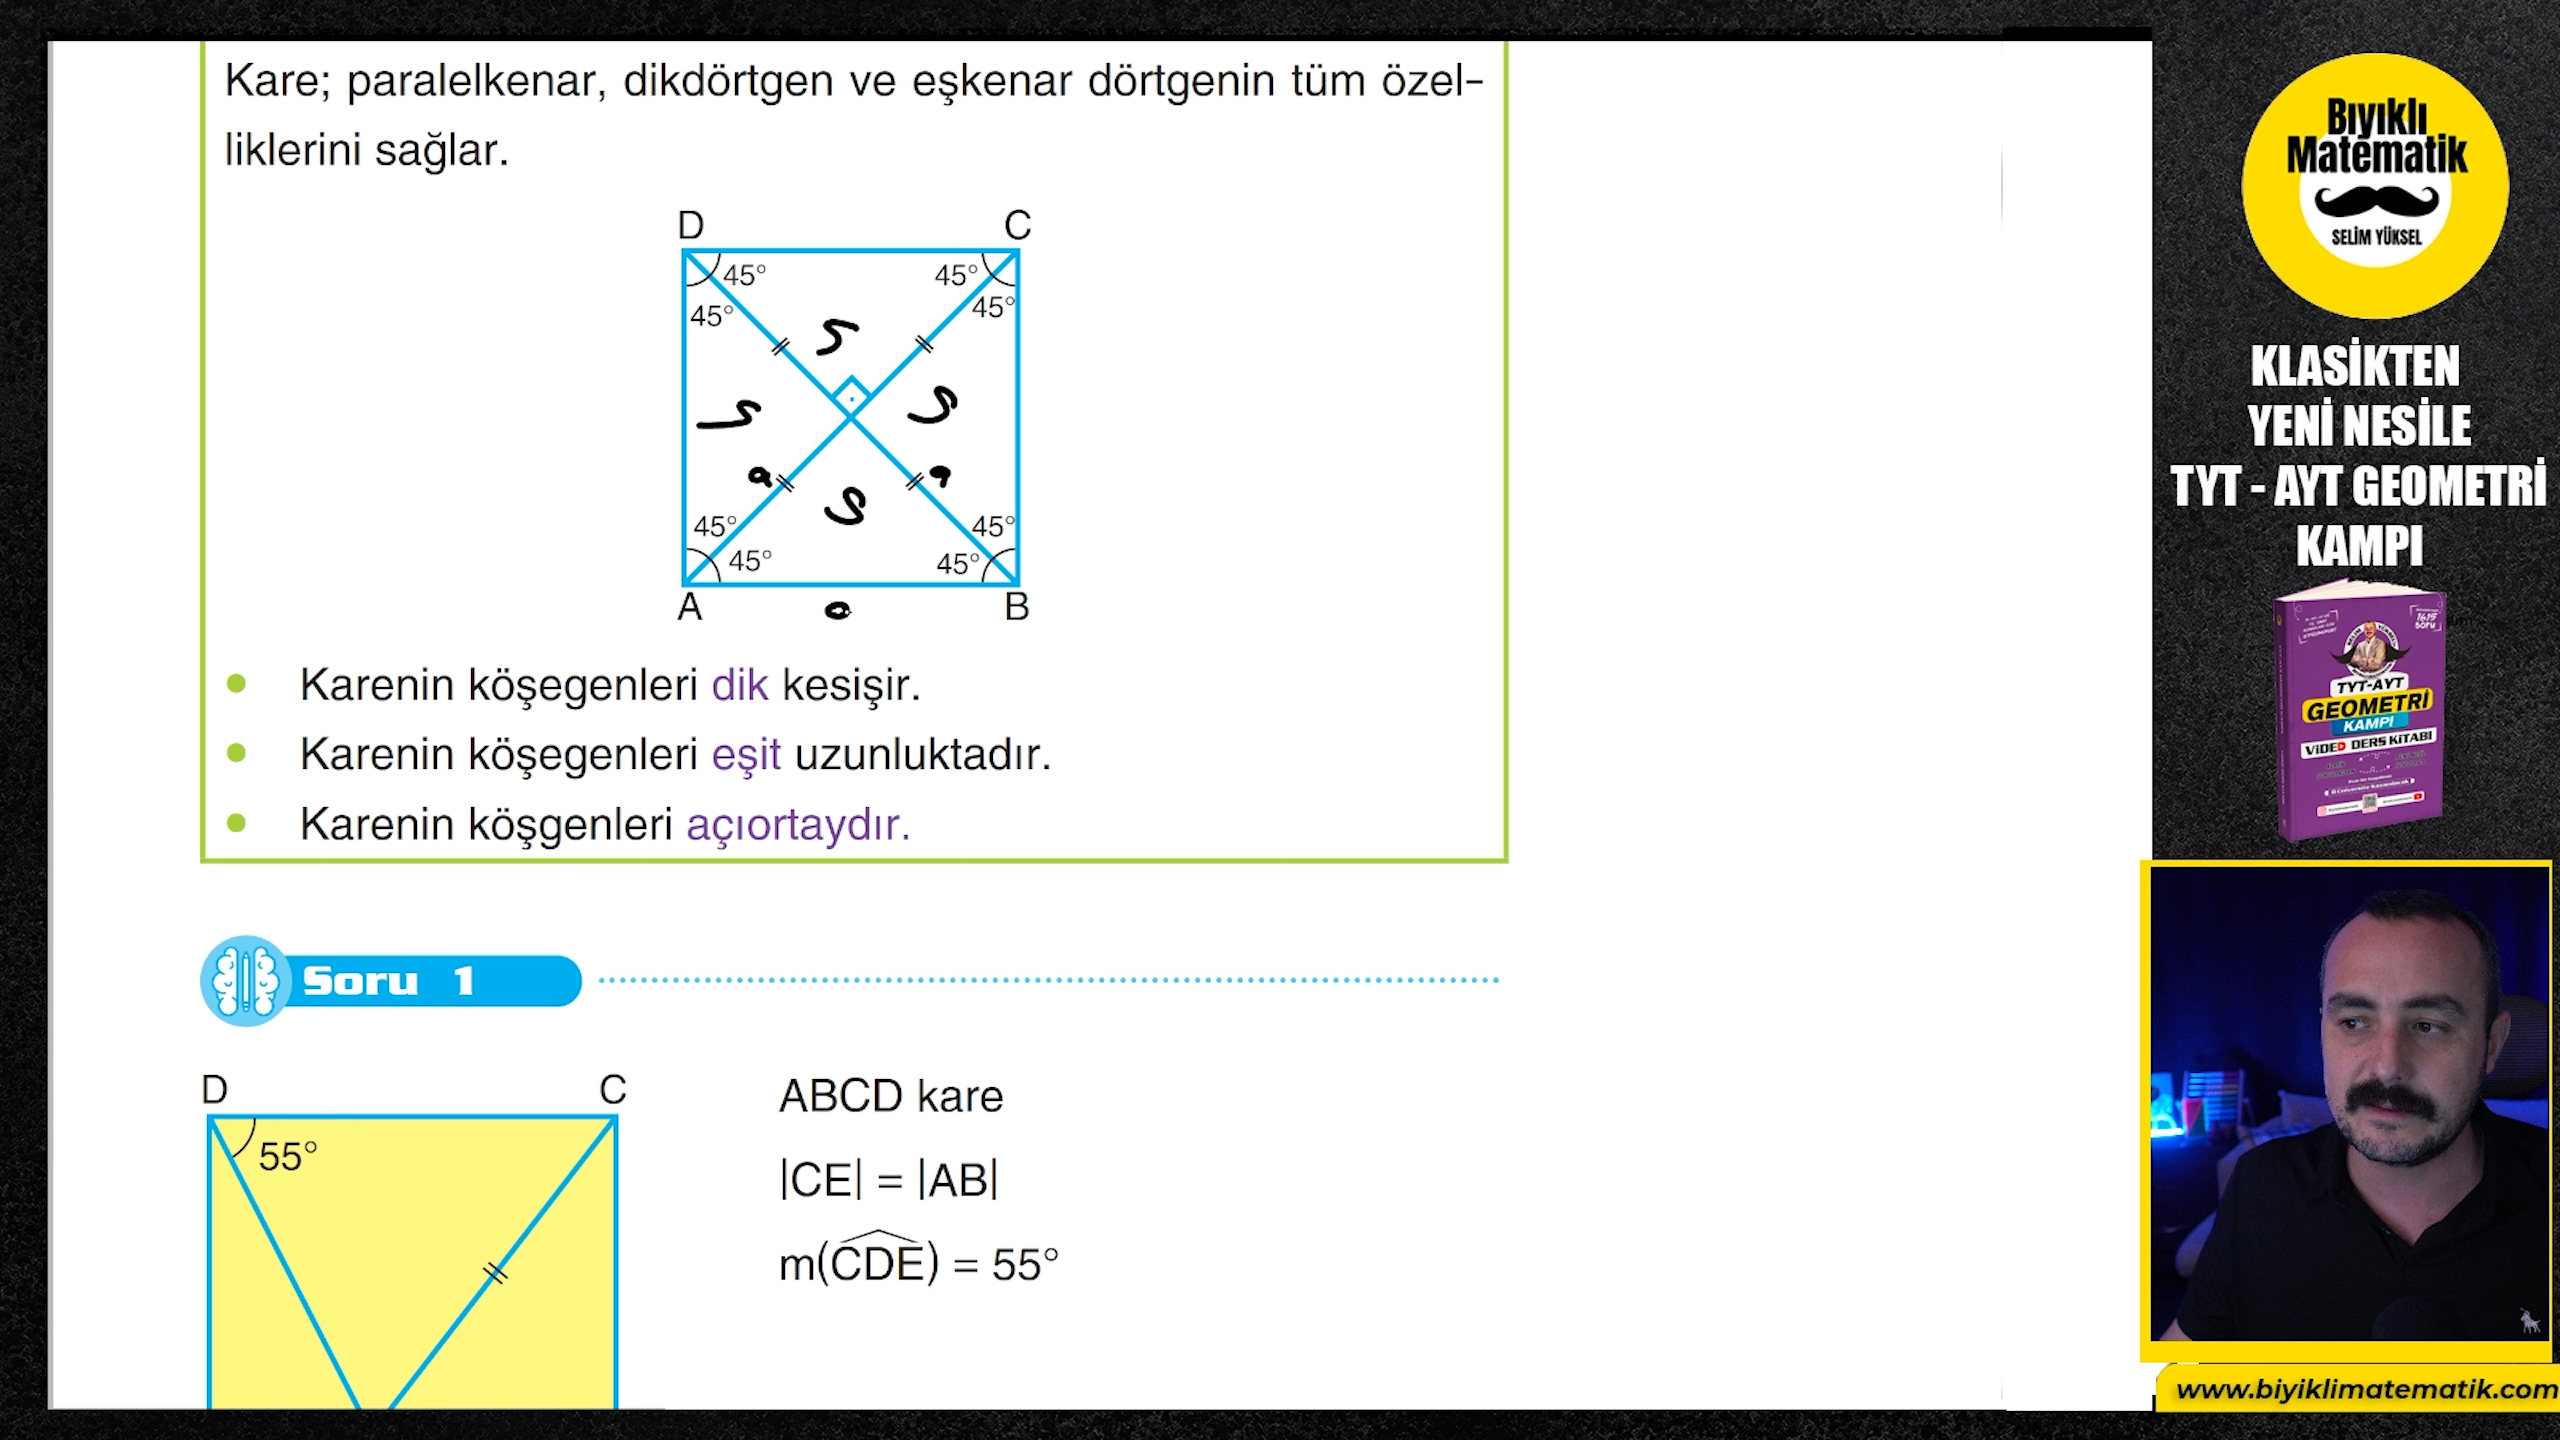 Kare; paralelkenar, dikdörtgen ve eşkenar dörtgenin tüm özel-
liklerini sağlar.
D
C
45°
45°
45°
45°
S
S
S
S
a
a
45°
45°
45°
45°
A
a
B
Karenin köşegenleri dik kesişir.
Karenin köşegenleri eşit uzunluktadır.
Karenin köşgenleri açıortaydır.
Soru 1
D
C
55°
ABCD kare
|CE| = |AB|
m(CDE) = 55°
Bıyıklı
Matematik
SELİM YÜKSEL
KLASİKTEN
YENİ NESİLE
TYT - AYT GEOMETRİ
KAMPI
1615
soru
TYT-AYT
GEOMETRİ
KAMPI
VİDEO DERS KİTABI
www.biyiklimatematik.com